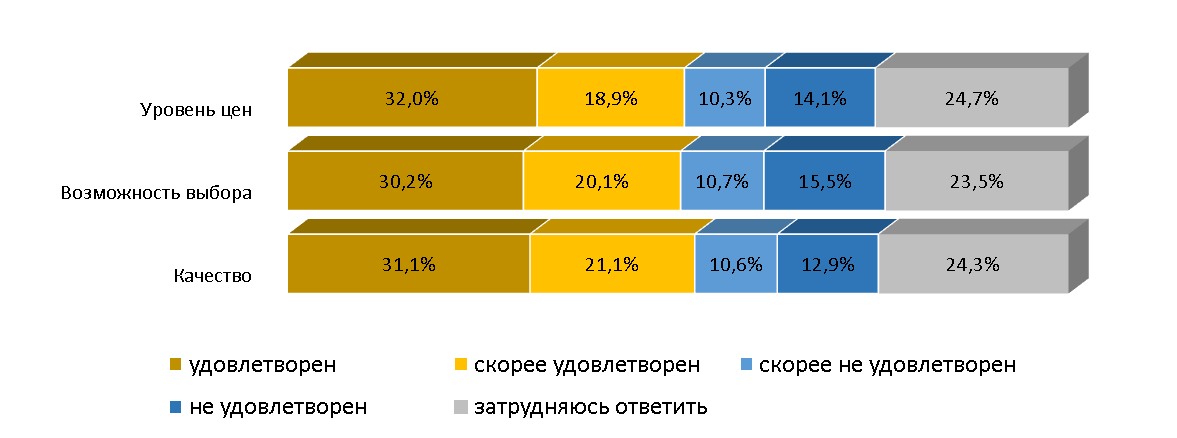 Уровень цен 32,0% 18,9% 10,3% 14,1% 24,7%
Возможность выбора 30,2% 20,1% 10,7% 15,5% 23,5%
Качество 31,1% 21,1% 10,6% 12,9% 24,3%
удовлетворен скорее удовлетворен скорее не удовлетворен
не удовлетворен затрудняюсь ответить